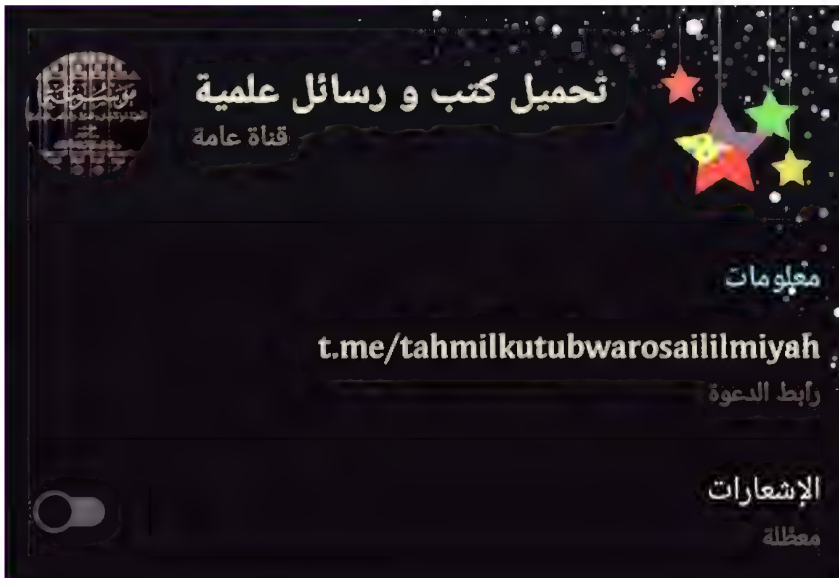 تحميل كتب و رسائل علمية
قناة عامة
معلومات
t.me/tahmilkutubwarosaililmiyah
رابط الدعوة
الإشعارات
معطلة